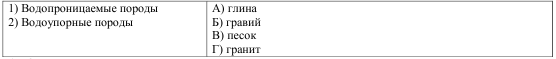 1) Водопроницаемые породы
2) Водоупорные породы
А) глина
Б) гравий
В) песок
Г) гранит